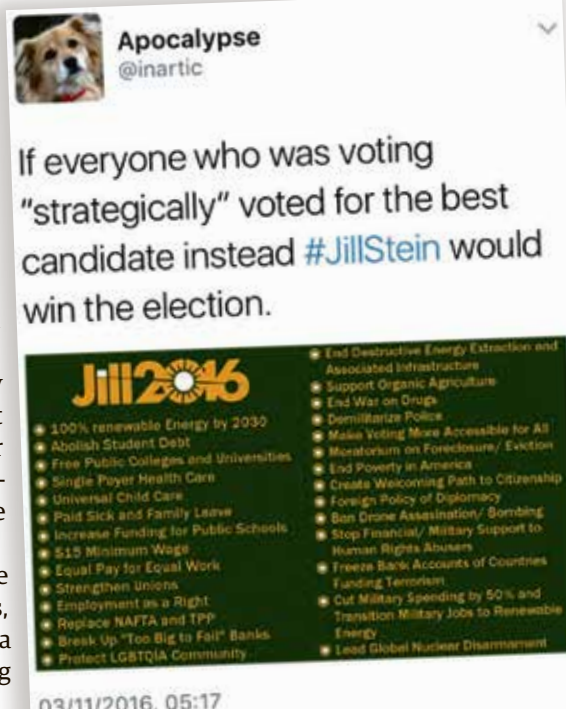 Apocalypse
@inartic
If everyone who was voting
"strategically" voted for the best
candidate instead #JillStein would
win the election.
Jill2016
100% renewable Energy by 2030
Abolish Student Debt
Free Public Colleges and Universities
Single Payer Health Care
Universal Child Care
Paid Sick and Family Leave
Increase Funding for Public Schools
$15 Minimum Wage
Equal Pay for Equal Work
Strengthen Unions
Employment as a Right
Replace NAFTA and TPP
Break Up "Too Big to Fail" Banks
Protect LGBTQIA Community
End Destructive Energy Extraction and
Associated Infrastructure
Support Organic Agriculture
End War on Drugs
Demilitarize Police
Make Voting More Accessible for All
Moratorium on Foreclosure/ Eviction
End Poverty in America
Create Welcoming Path to Citizenship
Foreign Policy of Diplomacy
Ban Drone Assasination/ Bombing
Stop Financial/ Military Support to
Human Rights Abusers
Freeze Bank Accounts of Countries
Funding Terrorism
Cut Military Spending by 50% and
Transition Military Jobs to Renewable
Energy
Lead Global Nuclear Disarmament
03/11/2016, 05:17